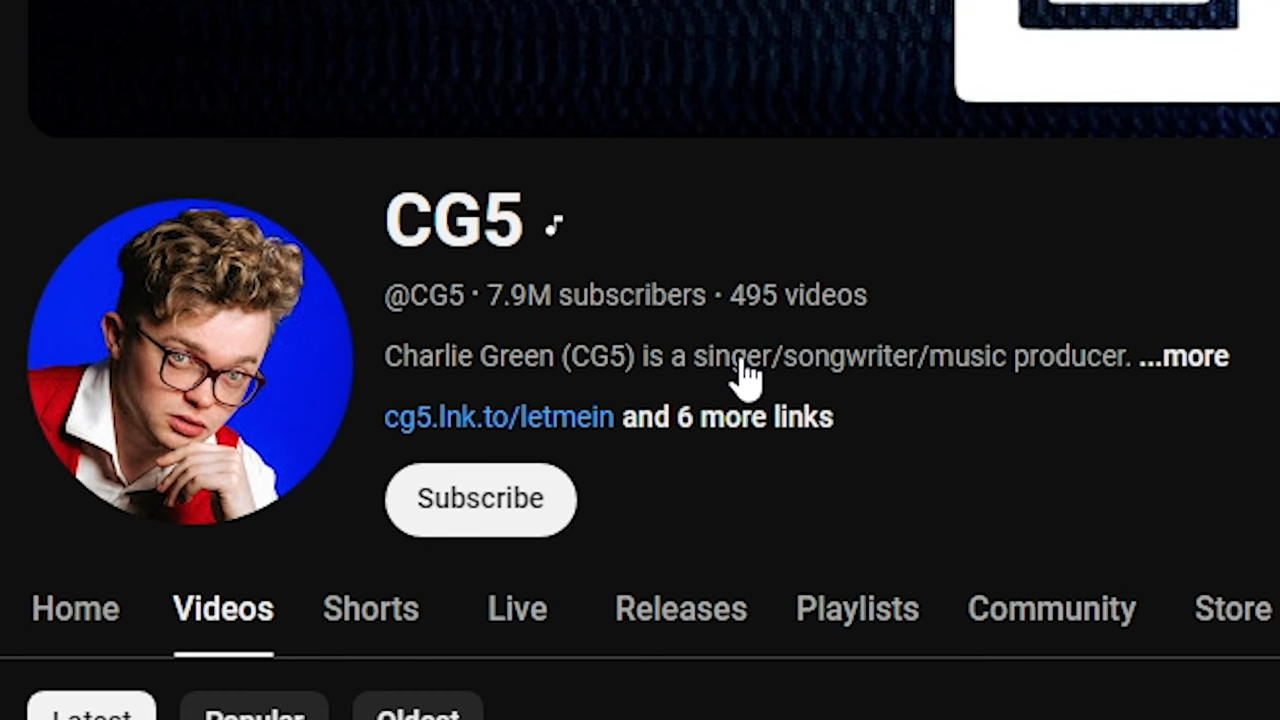 CG5 ♪
@CG5 · 7.9M subscribers · 495 videos
Charlie Green (CG5) is a singer/songwriter/music producer. ...more
cg5.lnk.to/letmein and 6 more links
Subscribe
Home Videos Shorts Live Releases Playlists Community Store
Latest Popular Oldest